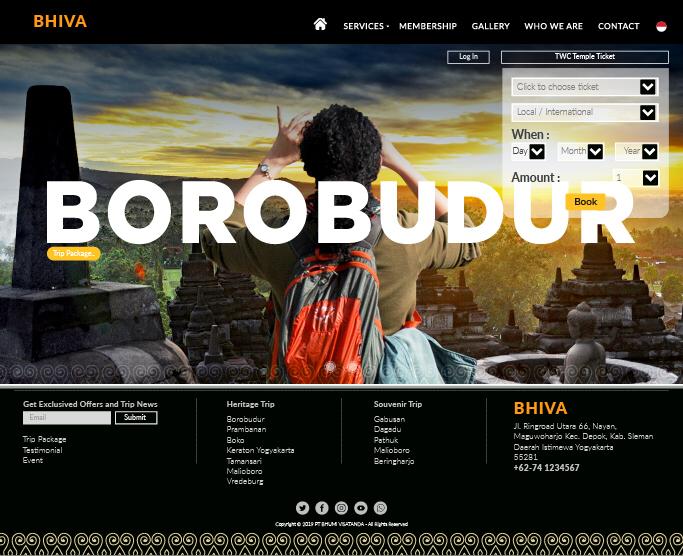 BHIVA
SERVICES
MEMBERSHIP
GALLERY
WHO WE ARE
CONTACT
Log In
TWC Temple Ticket
Click to choose ticket
Local / International
When :
Day
Month
Year
Amount :
1
Book
BOROBUDUR
Trip Package..
Get Exclusived Offers and Trip News
Email
Submit
Trip Package
Testimonial
Event
Heritage Trip
Borobudur
Prambanan
Boko
Keraton Yogyakarta
Tamansari
Malioboro
Vredeburg
Souvenir Trip
Gabusan
Dagadu
Pathuk
Malioboro
Beringharjo
BHIVA
Jl. Ringroad Utara 66, Nayan,
Maguwoharjo Kec. Depok, Kab. Sleman
Daerah Istimewa Yogyakarta
55281
+62-74 1234567
Copyright © 2019 PT BHUMI VISATANDA - All Rights Reserved